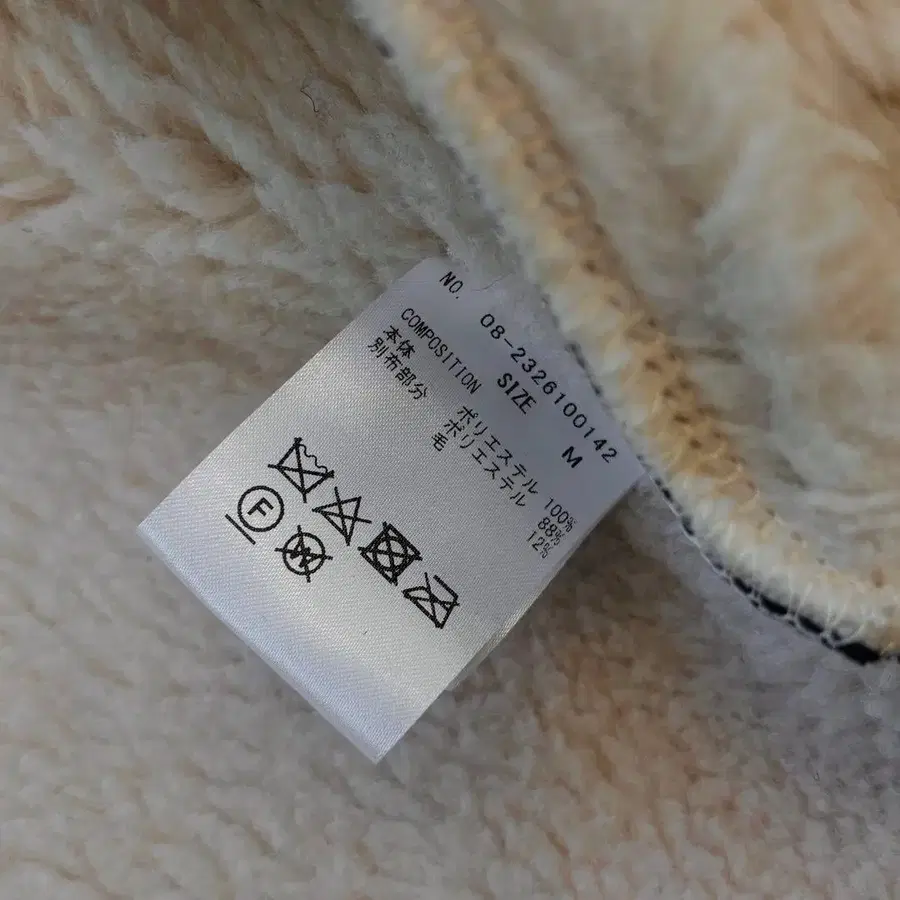 NO. 08-2326100142
SIZE M
COMPOSITION
本体 ポリエステル 100%
別布部分 ポリエステル 88%
毛 12%
F
W